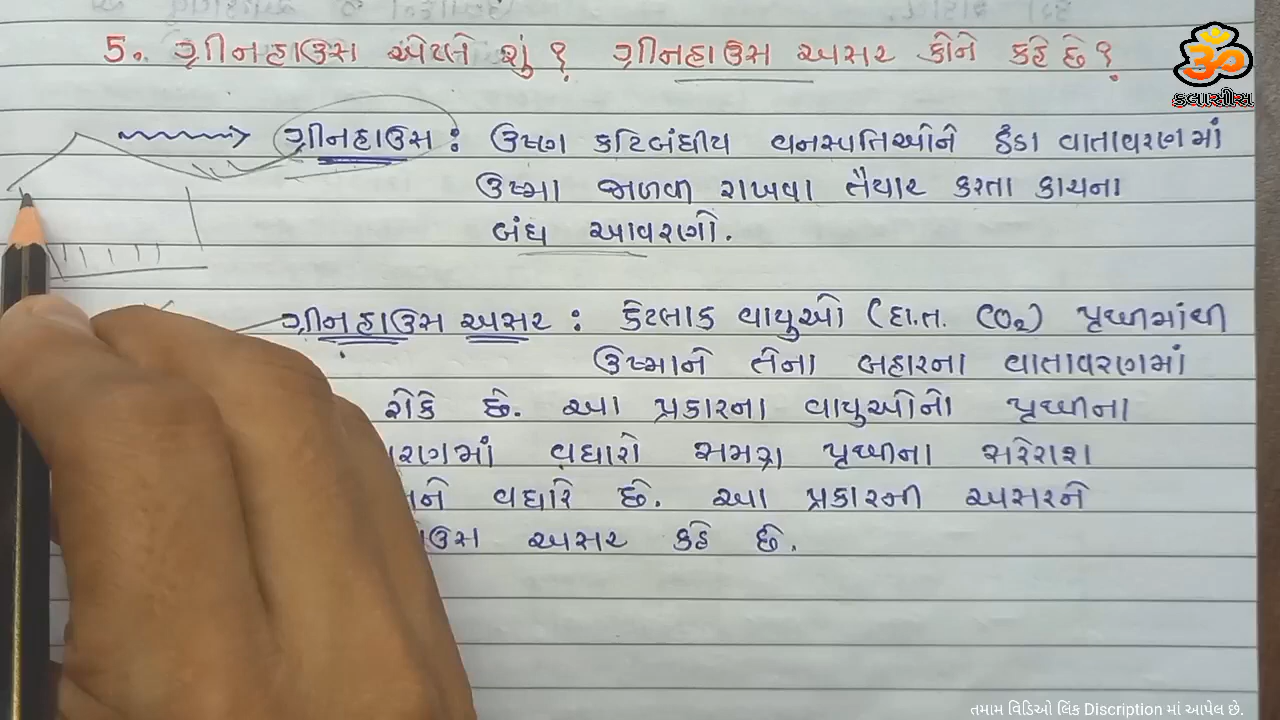 5. ગ્રીનહાઉસ એટલે શું ? ગ્રીનહાઉસ અસર કોને કહે છે ?
ૐ
ક્લાસીસ
ગ્રીનહાઉસ : ઉષ્ણ કટિબંધીય વનસ્પતિઓને ઠંડા વાતાવરણમાં
ઉષ્મા જાળવી રાખવા તૈયાર કરતા કાચના
બંધ આવરણો.
ગ્રીનહાઉસ અસર : કેટલાક વાયુઓ (દા.ત. CO₂) પૃથ્વીમાંથી
ઉષ્માને તેના બહારના વાતાવરણમાં
રોકે છે. આ પ્રકારના વાયુઓનો પૃથ્વીના
વધારો સમગ્ર પૃથ્વીના સરેરાશ
વધારે છે. આ પ્રકારની અસરને
અસર કહે છે.
તમામ વિડિઓ લિંક Discription માં આપેલ છે.